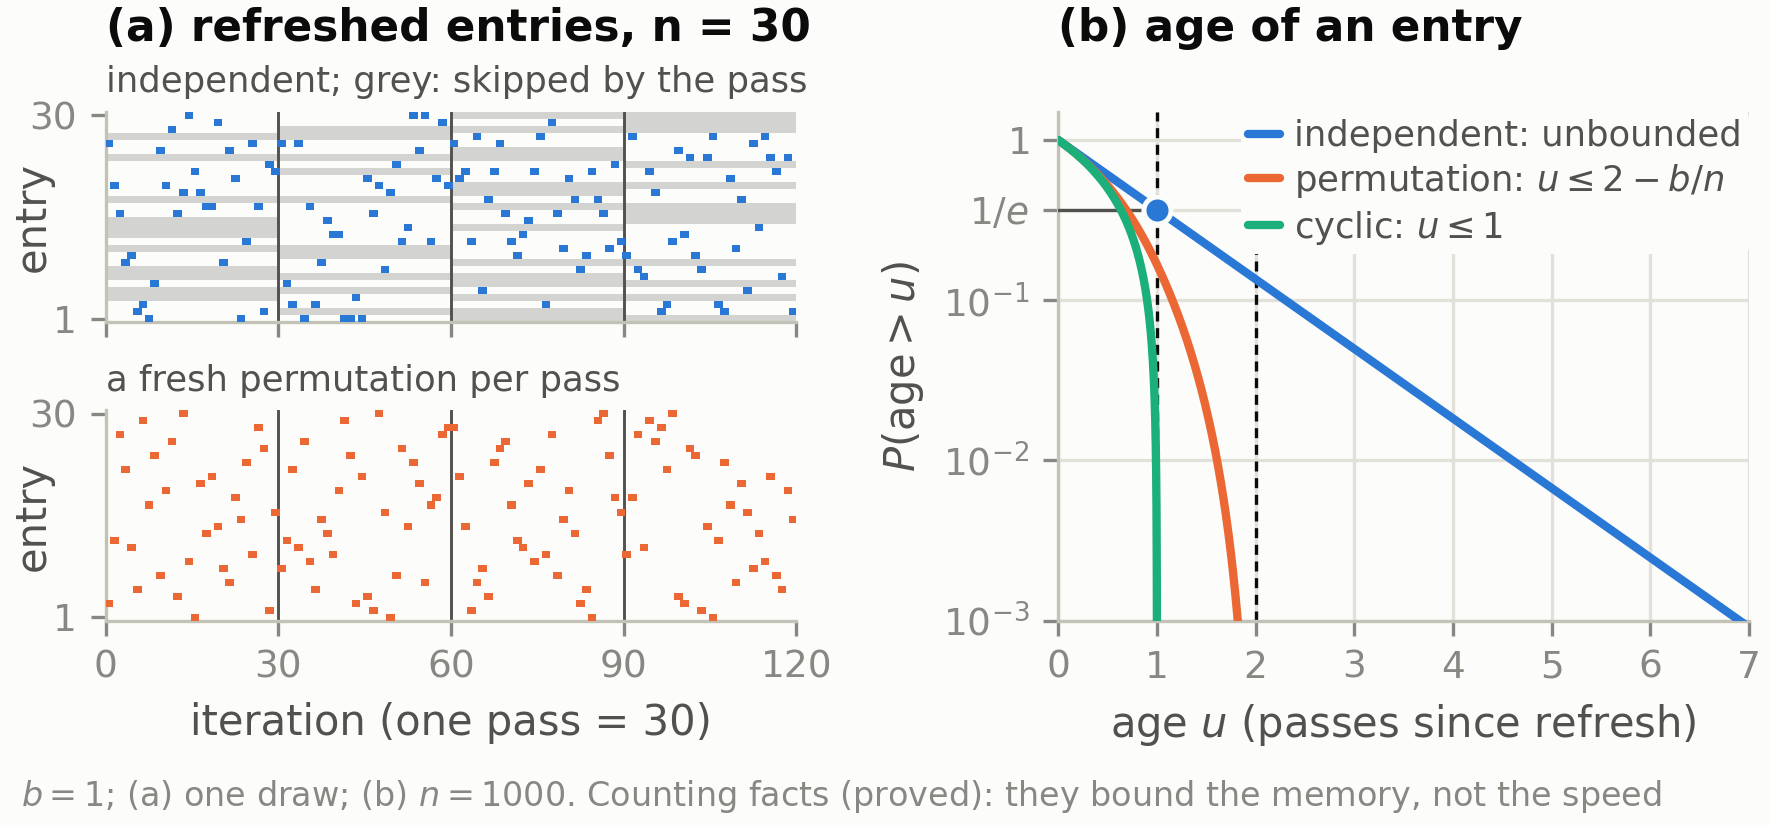 (a) refreshed entries, n = 30
independent; grey: skipped by the pass
30
entry
1
a fresh permutation per pass
30
entry
1
0 30 60 90 120
iteration (one pass = 30)
(b) age of an entry
independent: unbounded
permutation: u ≤ 2 − b/n
cyclic: u ≤ 1
1
1/e
10⁻¹
10⁻²
10⁻³
P(age > u)
0 1 2 3 4 5 6 7
age u (passes since refresh)
b = 1; (a) one draw; (b) n = 1000. Counting facts (proved): they bound the memory, not the speed